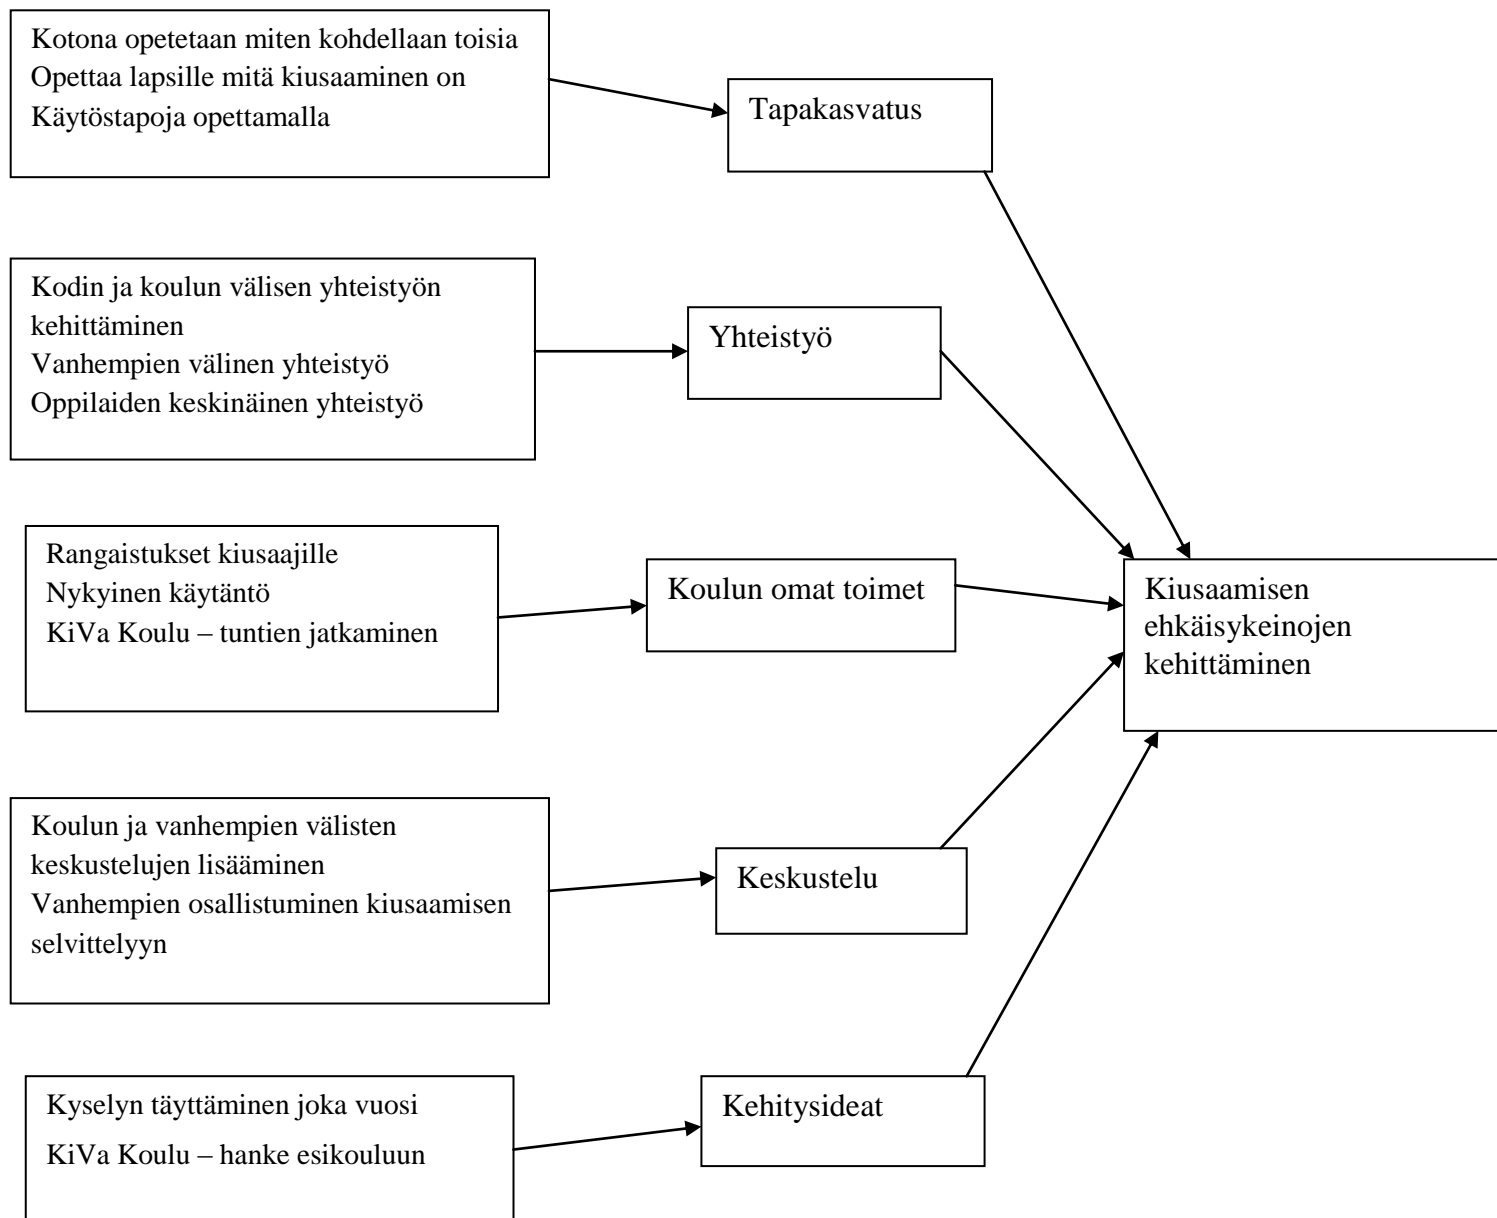 Kotona opetetaan miten kohdellaan toisia
Opettaa lapsille mitä kiusaaminen on
Käytöstapoja opettamalla
Tapakasvatus
Kodin ja koulun välisen yhteistyön
kehittäminen
Vanhempien välinen yhteistyö
Oppilaiden keskinäinen yhteistyö
Yhteistyö
Rangaistukset kiusaajille
Nykyinen käytäntö
KiVa Koulu – tuntien jatkaminen
Koulun omat toimet
Kiusaamisen
ehkäisykeinojen
kehittäminen
Koulun ja vanhempien välisten
keskustelujen lisääminen
Vanhempien osallistuminen kiusaamisen
selvittelyyn
Keskustelu
Kyselyn täyttäminen joka vuosi
KiVa Koulu – hanke esikouluun
Kehitysideat